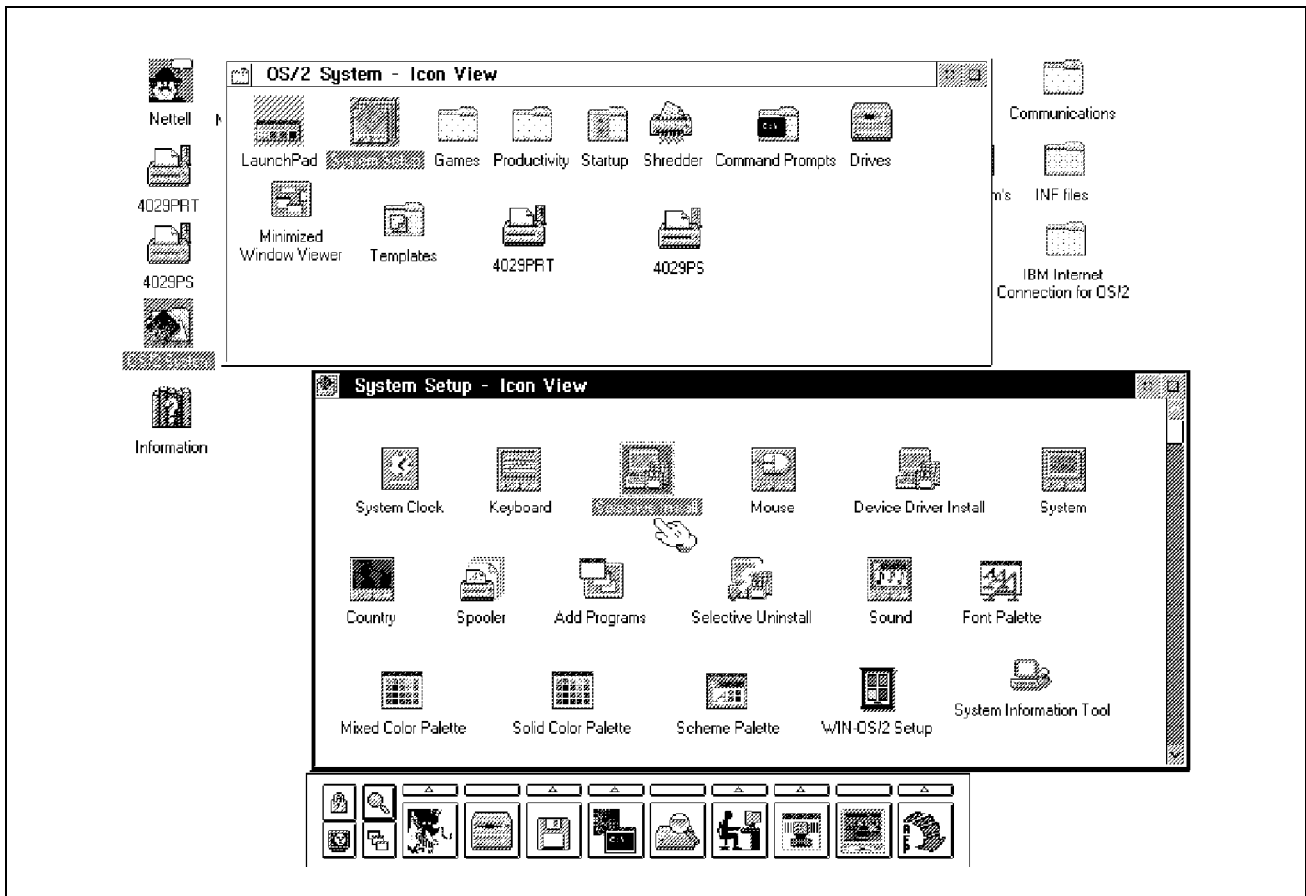 OS/2 System - Icon View
Nettell
LaunchPad
Games
Productivity
Startup
Shredder
Command Prompts
Drives
Communications
4029PRT
Minimized
Window Viewer
Templates
4029PRT
4029PS
m's
INF files
4029PS
IBM Internet
Connection for OS/2
Information
System Setup - Icon View
System Clock
Keyboard
Mouse
Device Driver Install
System
Country
Spooler
Add Programs
Selective Uninstall
Sound
Font Palette
Mixed Color Palette
Solid Color Palette
Scheme Palette
WIN-OS/2 Setup
System Information Tool